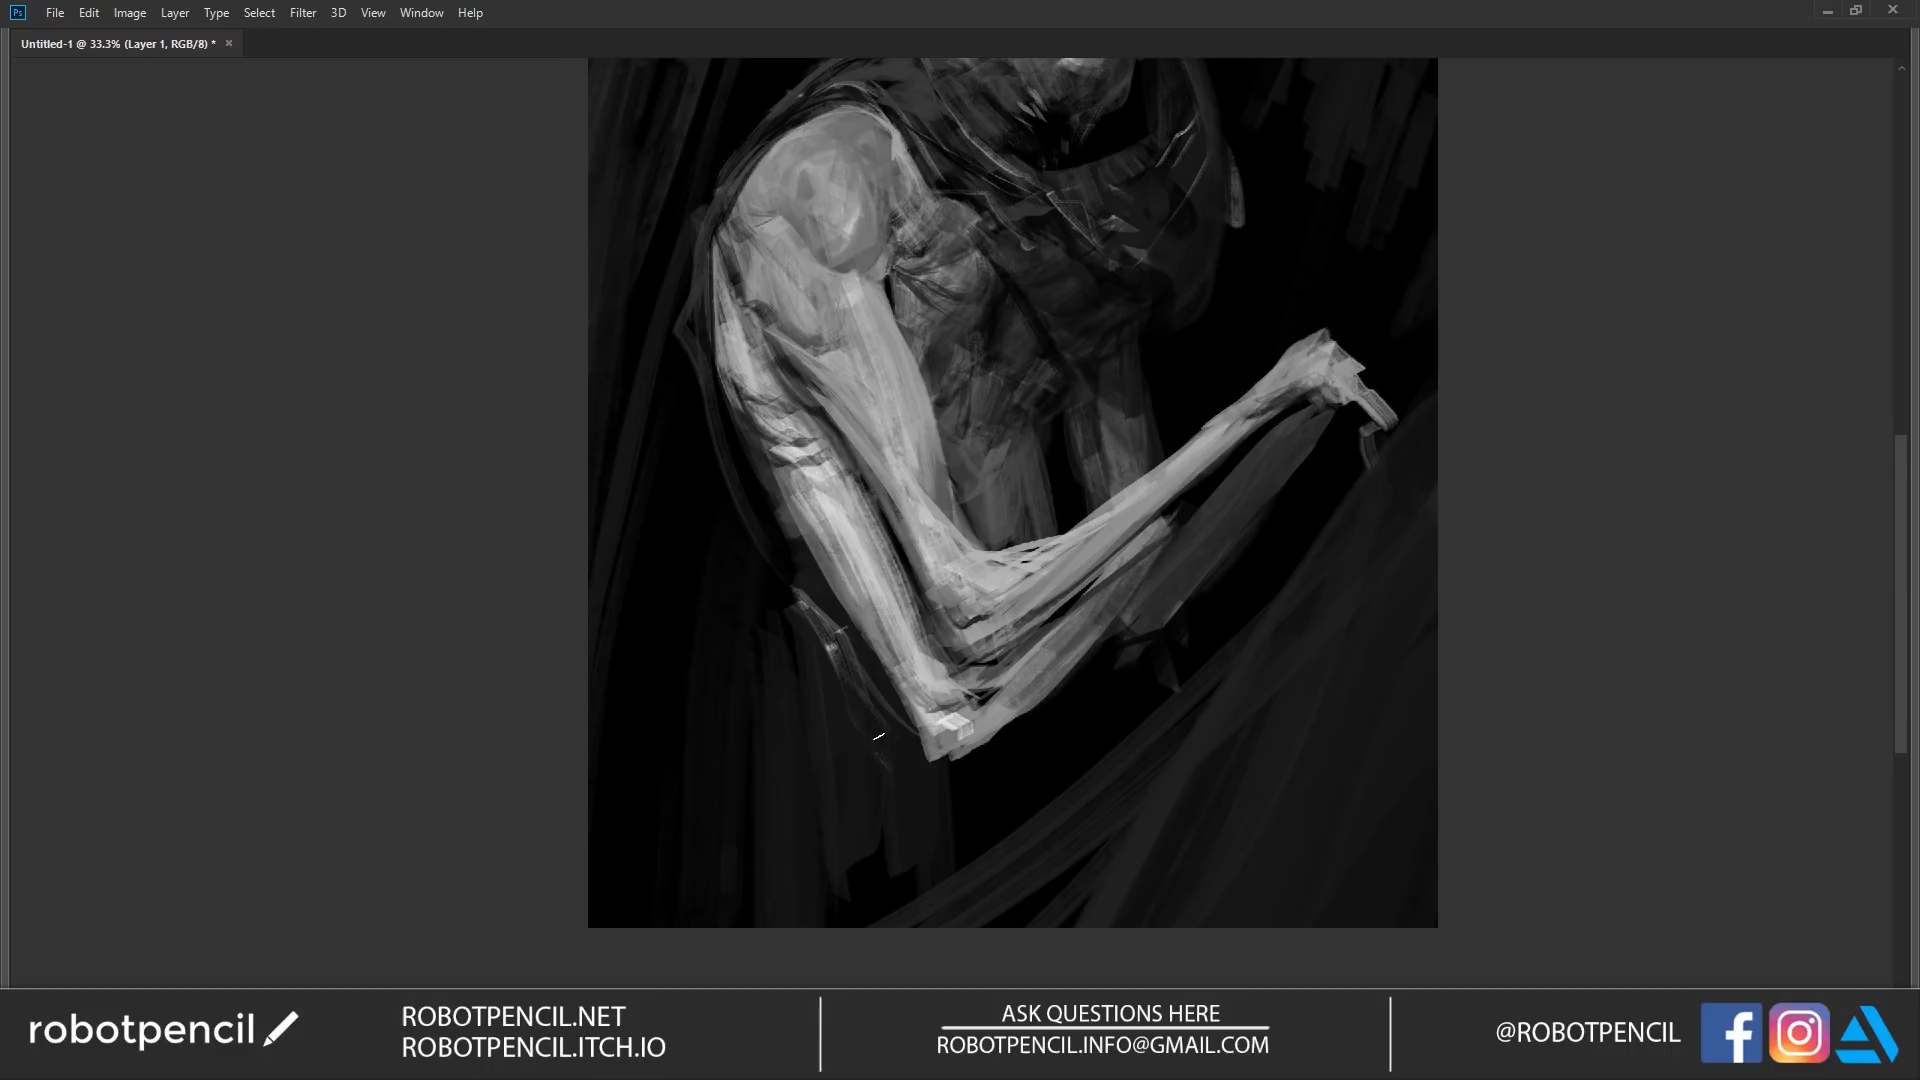 Ps File Edit Image Layer Type Select Filter 3D View Window Help
Untitled-1 @ 33.3% (Layer 1, RGB/8) *
robotpencil
ROBOTPENCIL.NET
ROBOTPENCIL.ITCH.IO
ASK QUESTIONS HERE
ROBOTPENCIL.INFO@GMAIL.COM
@ROBOTPENCIL